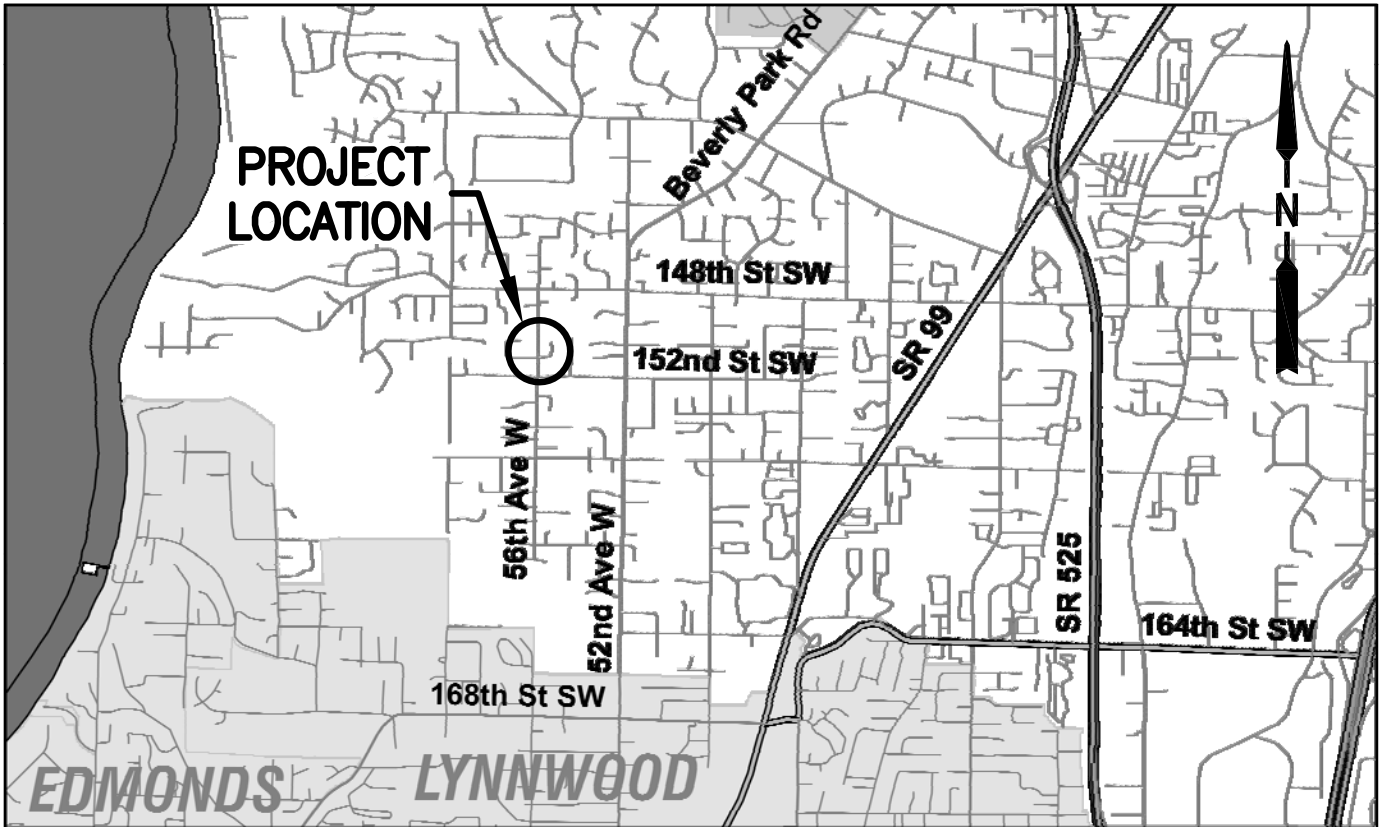 Beverly Park Rd
PROJECT
LOCATION
N
148th St SW
SR 99
152nd St SW
56th Ave W
52nd Ave W
SR 525
164th St SW
168th St SW
EDMONDS
LYNNWOOD